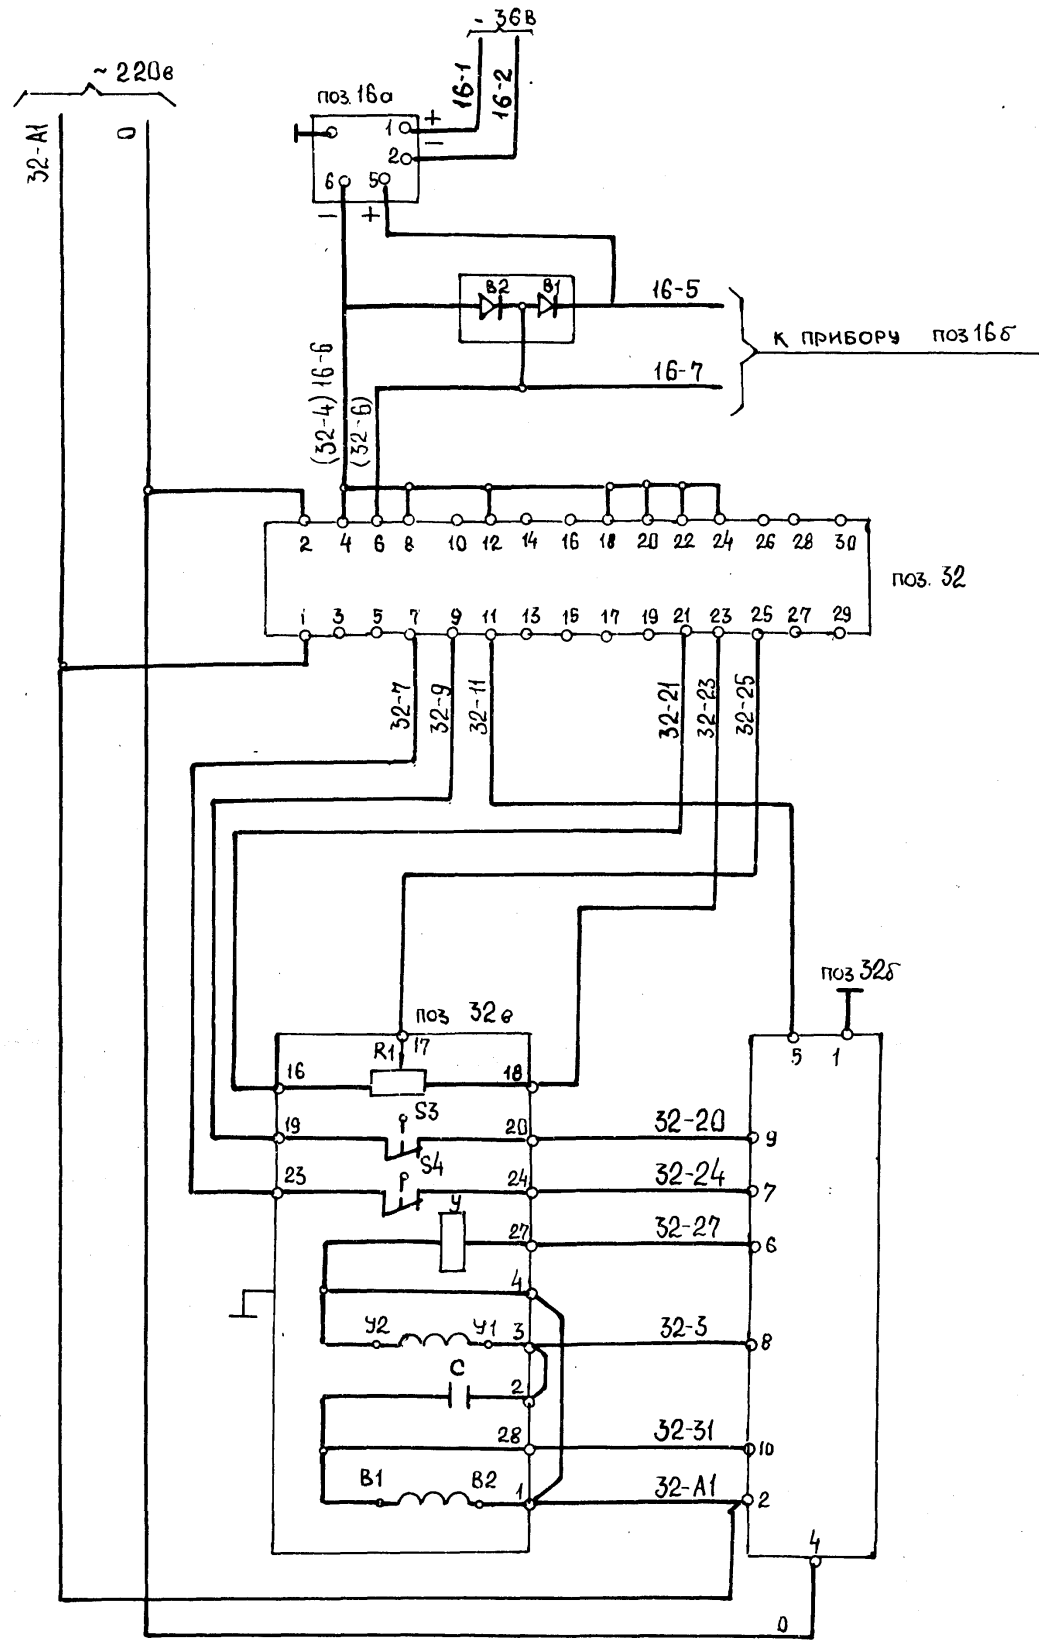 - 36В
~ 220в
поз. 16а
32-А1
0
16-1
16-2
1 +
2 −
6 5
− +
В2 В1
16-5
К ПРИБОРУ поз 16б
16-7
(32-4) 16-6
(32-6)
2 4 6 8 10 12 14 16 18 20 22 24 26 28 30
поз. 32
1 3 5 7 9 11 13 15 17 19 21 23 25 27 29
32-7
32-9
32-11
32-21
32-23
32-25
поз 32б
поз 32в
17
R1
5 1
16 18
S3
19 20 32-20 9
S4
23 24 32-24 7
У
27 32-27 6
4
У2 У1 3 32-3 8
С
2
28 32-31 10
В1 В2 1 32-А1 2
4
0